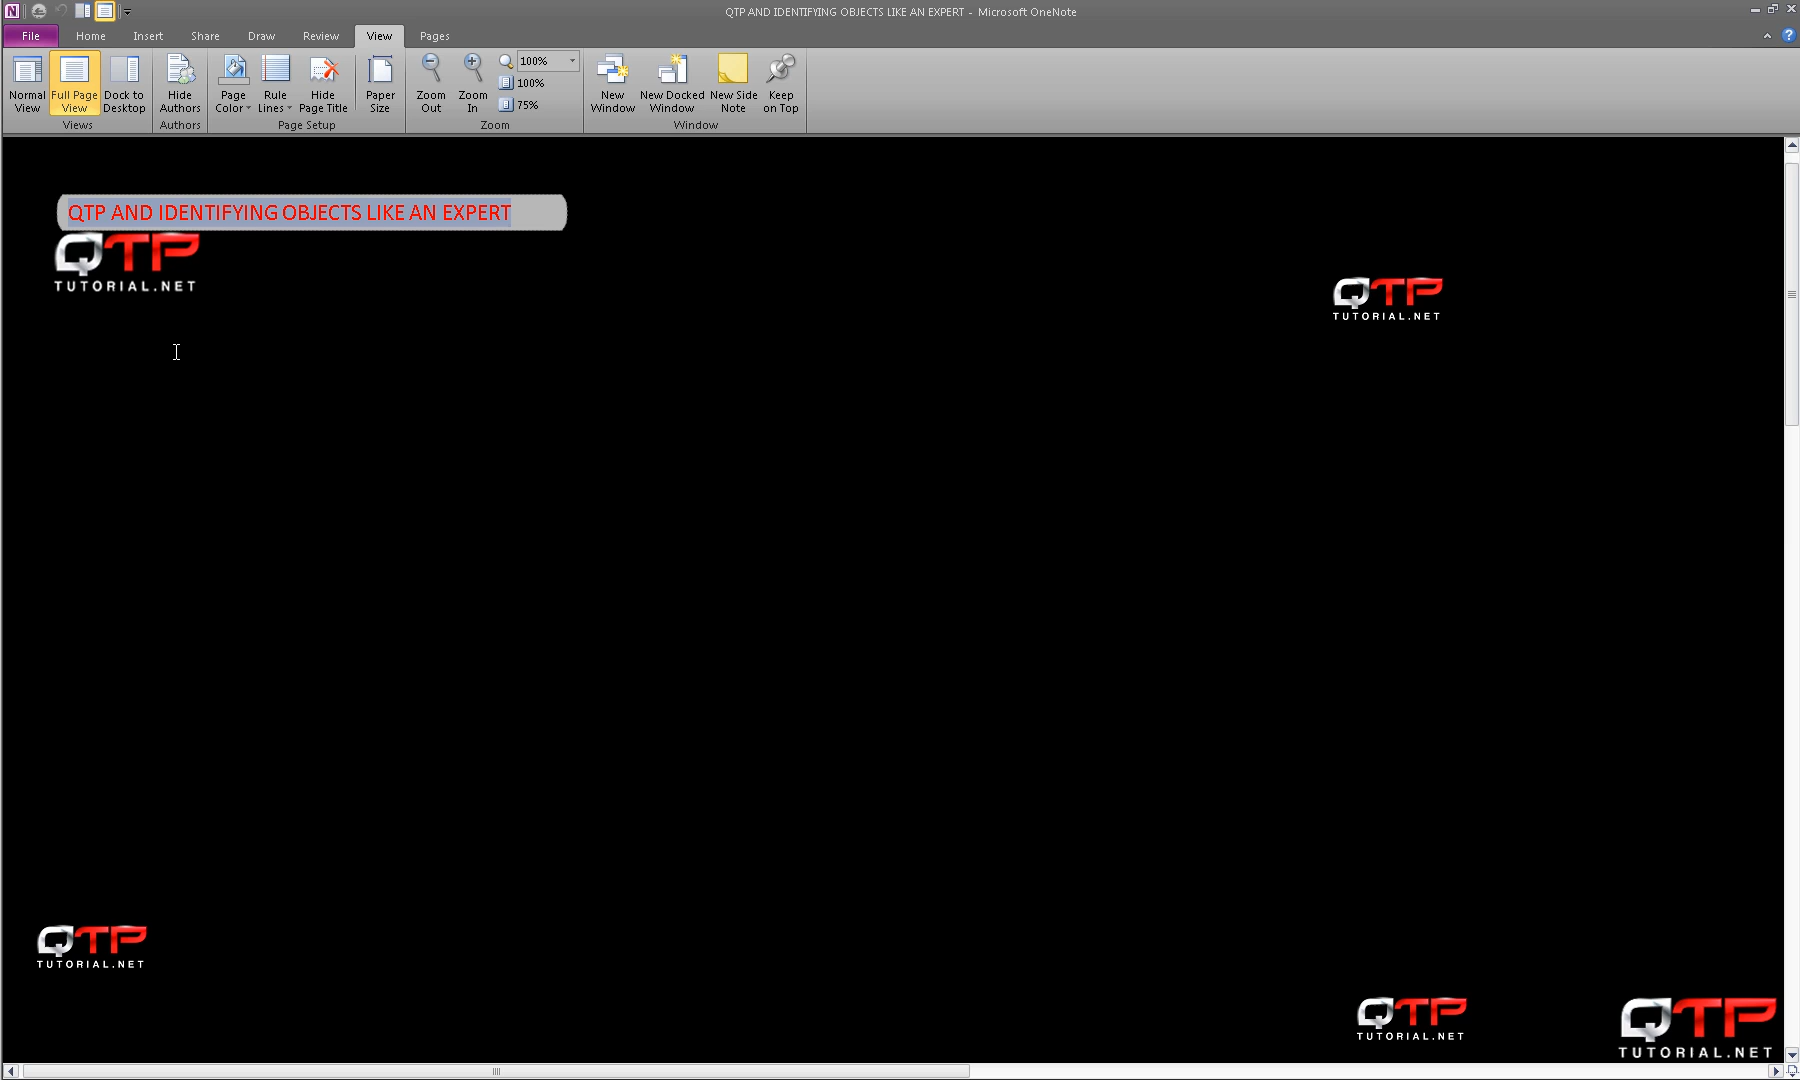 QTP AND IDENTIFYING OBJECTS LIKE AN EXPERT - Microsoft OneNote
File Home Insert Share Draw Review View Pages
Normal View Full Page View Dock to Desktop Hide Authors Page Color Rule Lines Hide Page Title Paper Size Zoom Out Zoom In 100% 100% 75% New Window New Docked Window New Side Note Keep on Top
Views Authors Page Setup Zoom Window
QTP AND IDENTIFYING OBJECTS LIKE AN EXPERT
QTP
TUTORIAL.NET
QTP
TUTORIAL.NET
QTP
TUTORIAL.NET
QTP
TUTORIAL.NET
QTP
TUTORIAL.NET